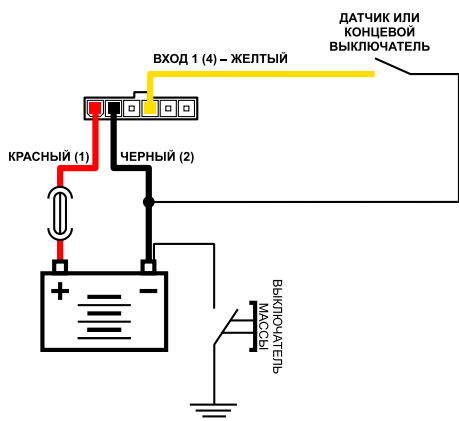 ДАТЧИК ИЛИ
КОНЦЕВОЙ
ВЫКЛЮЧАТЕЛЬ
ВХОД 1 (4) – ЖЕЛТЫЙ
КРАСНЫЙ (1)
ЧЕРНЫЙ (2)
+
–
ВЫКЛЮЧАТЕЛЬ
МАССЫ